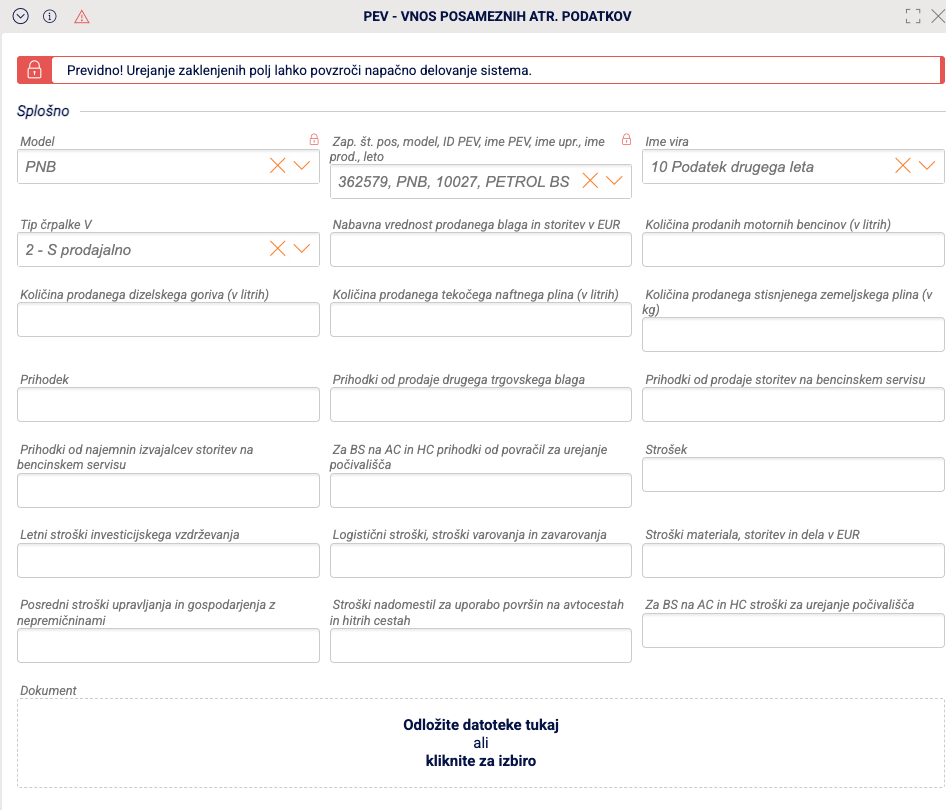 PEV - VNOS POSAMEZNIH ATR. PODATKOV
Previdno! Urejanje zaklenjenih polj lahko povzroči napačno delovanje sistema.
Splošno
Model
PNB
Zap. št. pos, model, ID PEV, ime PEV, ime upr., ime
prod., leto
362579, PNB, 10027, PETROL BS
Ime vira
10 Podatek drugega leta
Tip črpalke V
2 - S prodajalno
Nabavna vrednost prodanega blaga in storitev v EUR
Količina prodanih motornih bencinov (v litrih)
Količina prodanega dizelskega goriva (v litrih)
Količina prodanega tekočega naftnega plina (v litrih)
Količina prodanega stisnjenega zemeljskega plina (v
kg)
Prihodek
Prihodki od prodaje drugega trgovskega blaga
Prihodki od prodaje storitev na bencinskem servisu
Prihodki od najemnin izvajalcev storitev na
bencinskem servisu
Za BS na AC in HC prihodki od povračil za urejanje
počivališča
Strošek
Letni stroški investicijskega vzdrževanja
Logistični stroški, stroški varovanja in zavarovanja
Stroški materiala, storitev in dela v EUR
Posredni stroški upravljanja in gospodarjenja z
nepremičninami
Stroški nadomestil za uporabo površin na avtocestah
in hitrih cestah
Za BS na AC in HC stroški za urejanje počivališča
Dokument
Odložite datoteke tukaj
ali
kliknite za izbiro